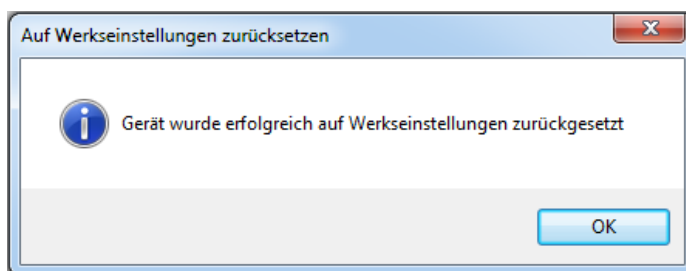 Auf Werkseinstellungen zurücksetzen
Gerät wurde erfolgreich auf Werkseinstellungen zurückgesetzt
OK